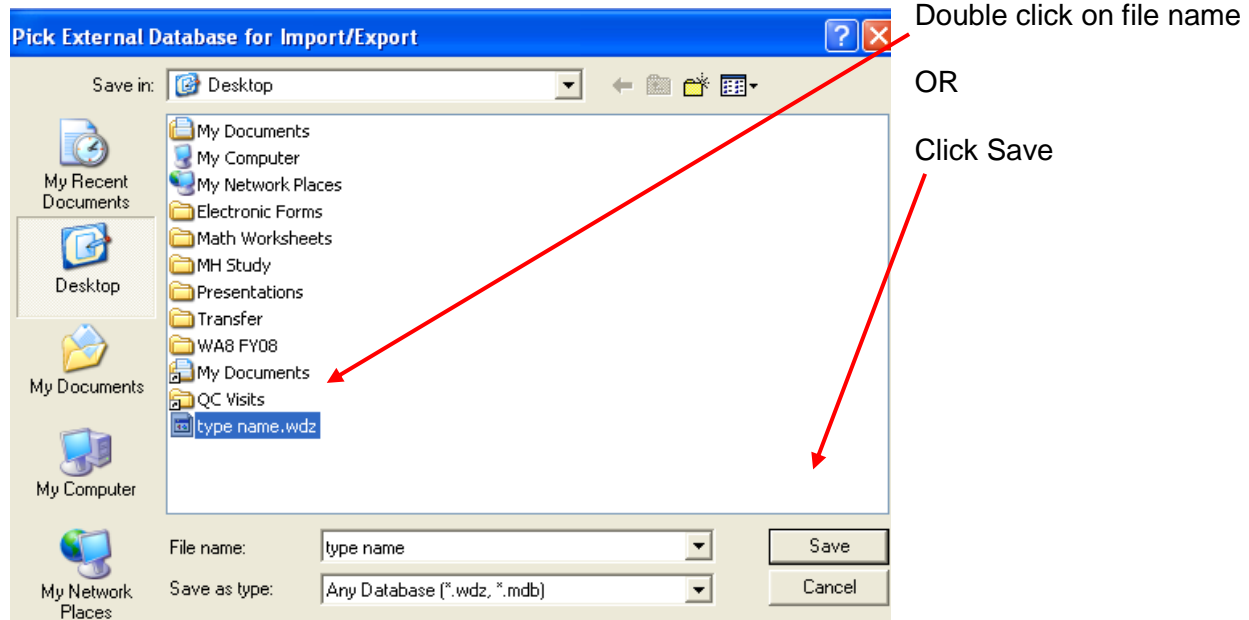 Double click on file name
Pick External Database for Import/Export
OR
Save in:
Desktop
Click Save
My Recent
Documents
Desktop
My Documents
My Computer
My Network
Places
My Documents
My Computer
My Network Places
Electronic Forms
Math Worksheets
MH Study
Presentations
Transfer
WA8 FY08
My Documents
QC Visits
type name.wdz
File name:
type name
Save
Save as type:
Any Database (*.wdz, *.mdb)
Cancel